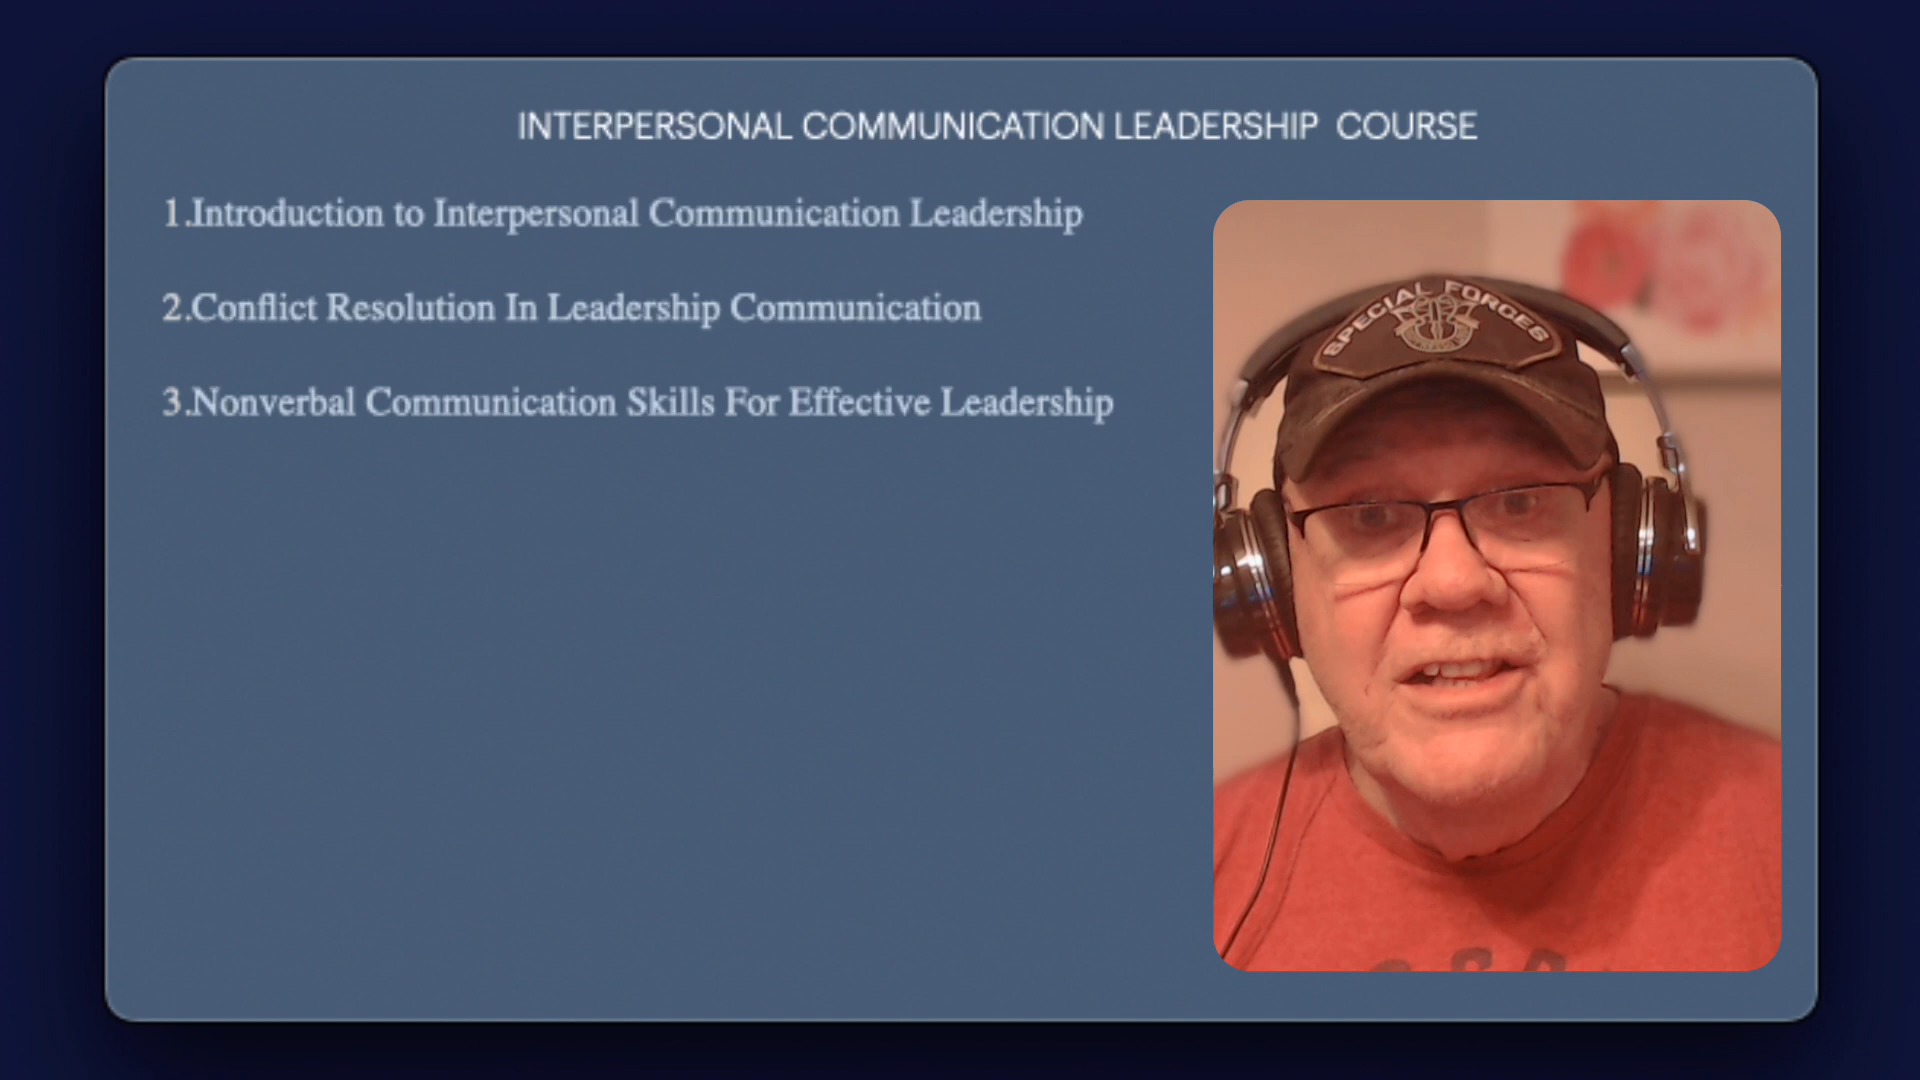 INTERPERSONAL COMMUNICATION LEADERSHIP COURSE
1.Introduction to Interpersonal Communication Leadership
2.Conflict Resolution In Leadership Communication
3.Nonverbal Communication Skills For Effective Leadership
SPECIAL FORCES